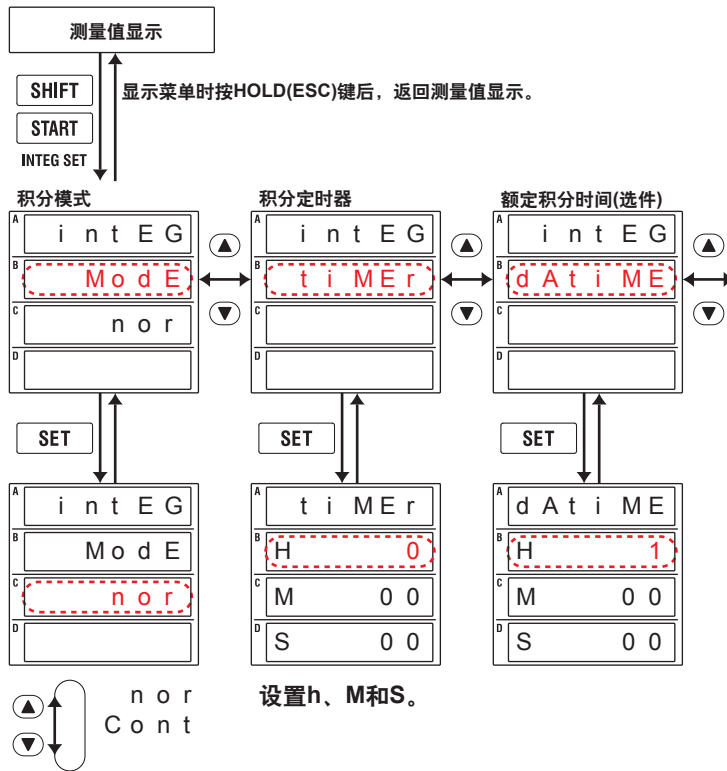 测量值显示
SHIFT
显示菜单时按HOLD(ESC)键后，返回测量值显示。
START
INTEG SET
积分模式
A intEG
B ModE
C nor
D
SET
A intEG
B ModE
C nor
D
nor
Cont
积分定时器
A intEG
B tiMEr
C
D
SET
A tiMEr
B H 0
C M 00
D S 00
设置h、M和S。
额定积分时间(选件)
A intEG
B dAtiME
C
D
SET
A dAtiME
B H 1
C M 00
D S 00